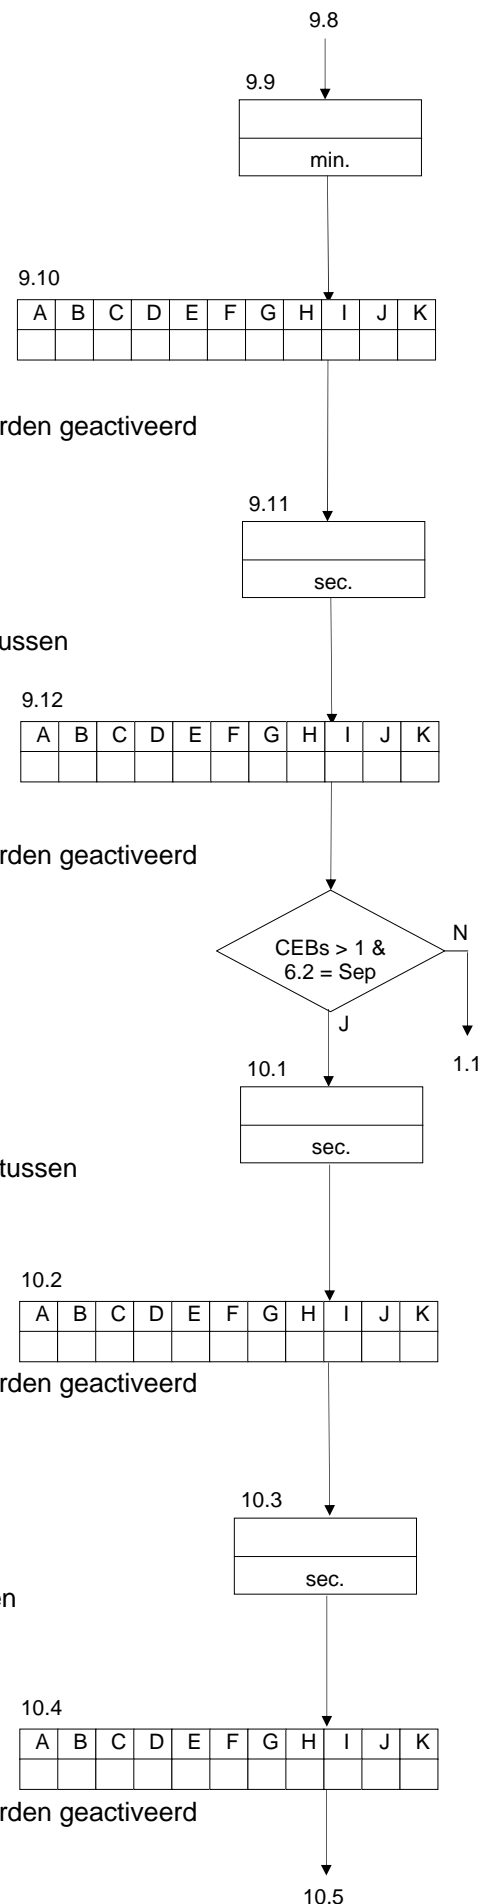 9.8
9.9
min.
9.10
A B C D E F G H I J K
rden geactiveerd
9.11
sec.
ussen
9.12
A B C D E F G H I J K
rden geactiveerd
CEBs > 1 &
6.2 = Sep
N
J
1.1
10.1
sec.
tussen
10.2
A B C D E F G H I J K
rden geactiveerd
10.3
sec.
en
10.4
A B C D E F G H I J K
rden geactiveerd
10.5